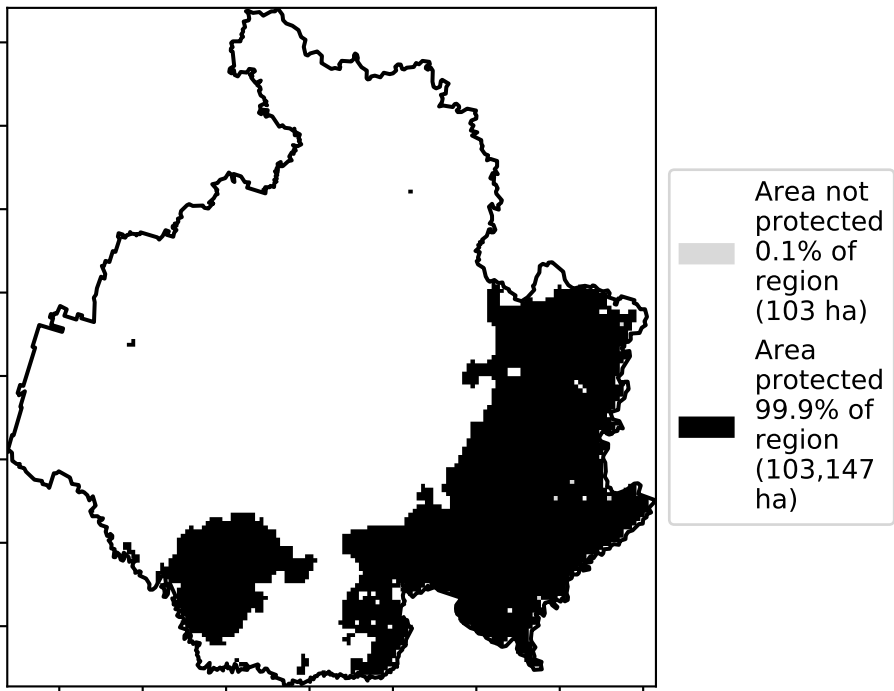 Area not
protected
0.1% of
region
(103 ha)
Area
protected
99.9% of
region
(103,147
ha)